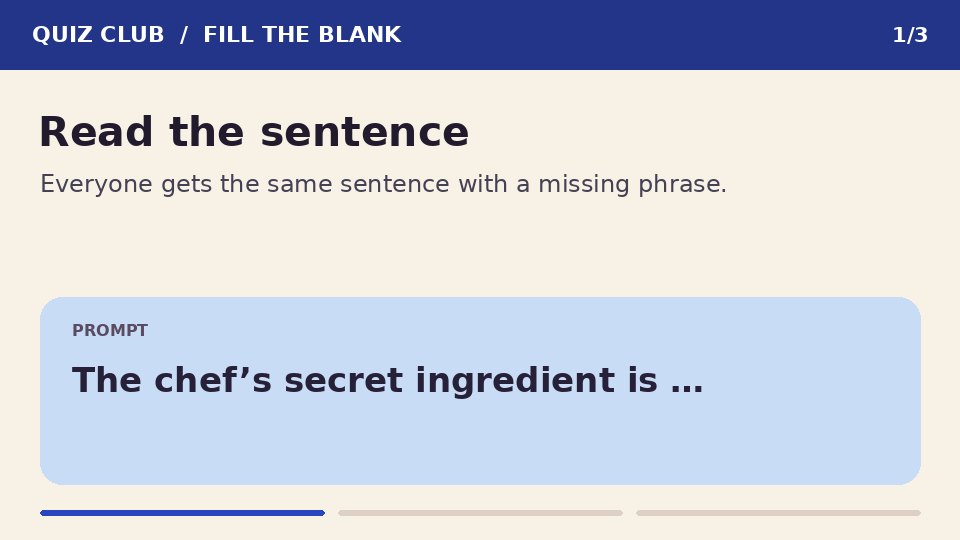 QUIZ CLUB / FILL THE BLANK
1/3
Read the sentence
Everyone gets the same sentence with a missing phrase.
PROMPT
The chef’s secret ingredient is …